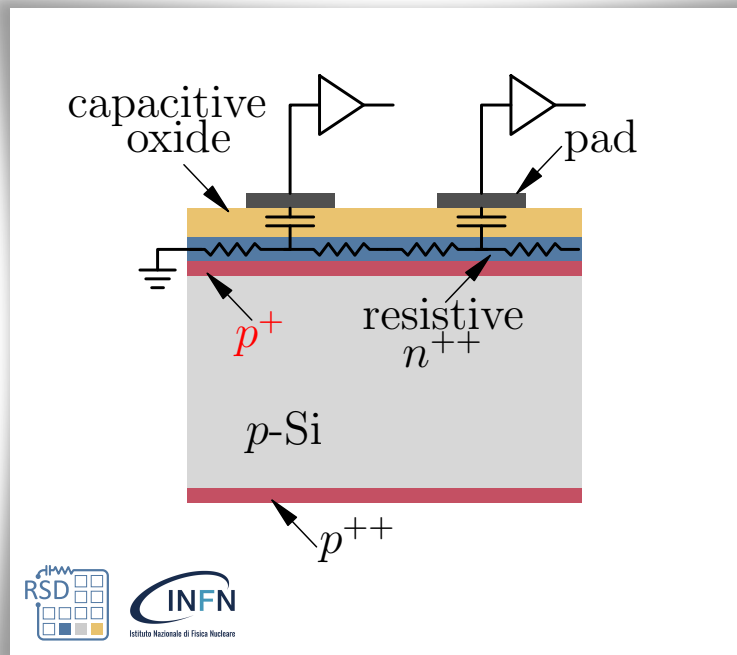 capacitive
oxide
pad
p⁺
resistive
n⁺⁺
p-Si
p⁺⁺
RSD
INFN
Istituto Nazionale di Fisica Nucleare